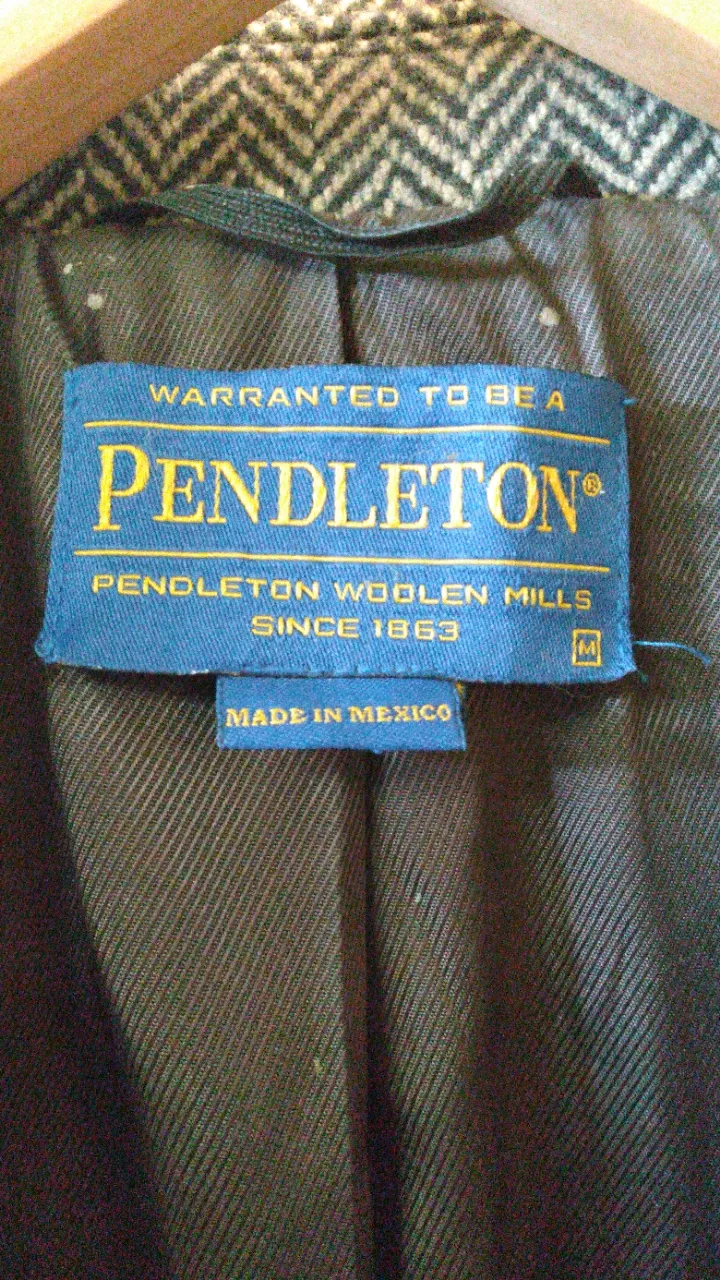 WARRANTED TO BE A
PENDLETON®
PENDLETON WOOLEN MILLS
SINCE 1863
M
MADE IN MEXICO